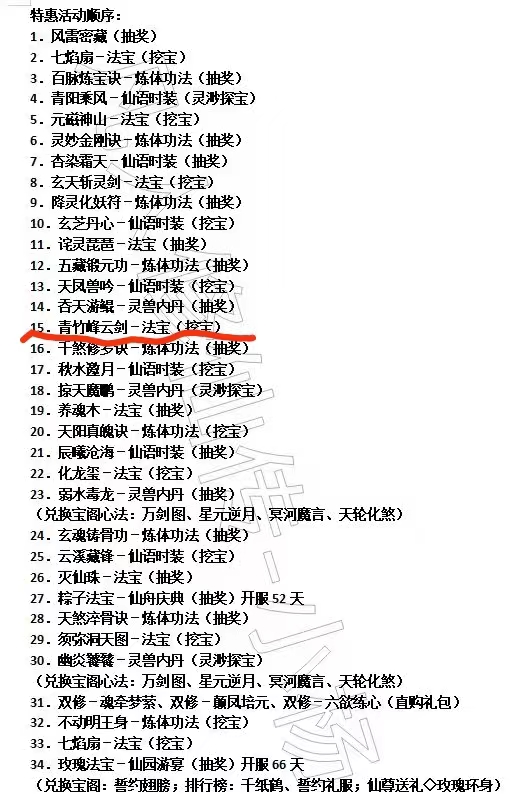 特惠活动顺序:
1. 风雷密藏（抽奖）
2. 七焰扇－法宝（挖宝）
3. 百脉炼宝诀－炼体功法（抽奖）
4. 青阳乘风－仙语时装（灵渺探宝）
5. 元磁神山－法宝（挖宝）
6. 灵妙金刚诀－炼体功法（抽奖）
7. 杏染霜天－仙语时装（抽奖）
8. 玄天斩灵剑－法宝（挖宝）
9. 降灵化妖符－炼体功法（抽奖）
10. 玄芝丹心－仙语时装（挖宝）
11. 诧灵琵琶－法宝（抽奖）
12. 五藏锻元功－炼体功法（抽奖）
13. 天凤兽吟－仙语时装（挖宝）
14. 吞天游鲲－灵兽内丹（抽奖）
15. 青竹峰云剑－法宝（挖宝）
16. 千煞修罗诀－炼体功法（抽奖）
17. 秋水邀月－仙语时装（挖宝）
18. 掠天魔鹏－灵兽内丹（灵渺探宝）
19. 养魂木－法宝（抽奖）
20. 天阳真魄诀－炼体功法（挖宝）
21. 辰曦沧海－仙语时装（抽奖）
22. 化龙玺－法宝（挖宝）
23. 弱水毒龙－灵兽内丹（抽奖）
（兑换宝阁心法：万剑图、星元逆月、冥河魔言、天轮化煞）
24. 玄魂铸骨功－炼体功法（抽奖）
25. 云溪藏锋－仙语时装（挖宝）
26. 灭仙珠－法宝（抽奖）
27. 粽子法宝－仙舟庆典（抽奖）开服 52 天
28. 天煞淬骨诀－炼体功法（抽奖）
29. 须弥洞天图－法宝（挖宝）
30. 幽炎饕餮－灵兽内丹（灵渺探宝）
（兑换宝阁心法：万剑图、星元逆月、冥河魔言、天轮化煞）
31. 双修－魂牵梦萦、双修－颠凤培元、双修－六欲练心（直购礼包）
32. 不动明王身－炼体功法（挖宝）
33. 七焰扇－法宝（抽奖）
34. 玫瑰法宝－仙园游宴（抽奖）开服 66 天
（兑换宝阁：誓约翅膀；排行榜：千纸鹤、誓约礼服；仙尊送礼◇玫瑰环身）